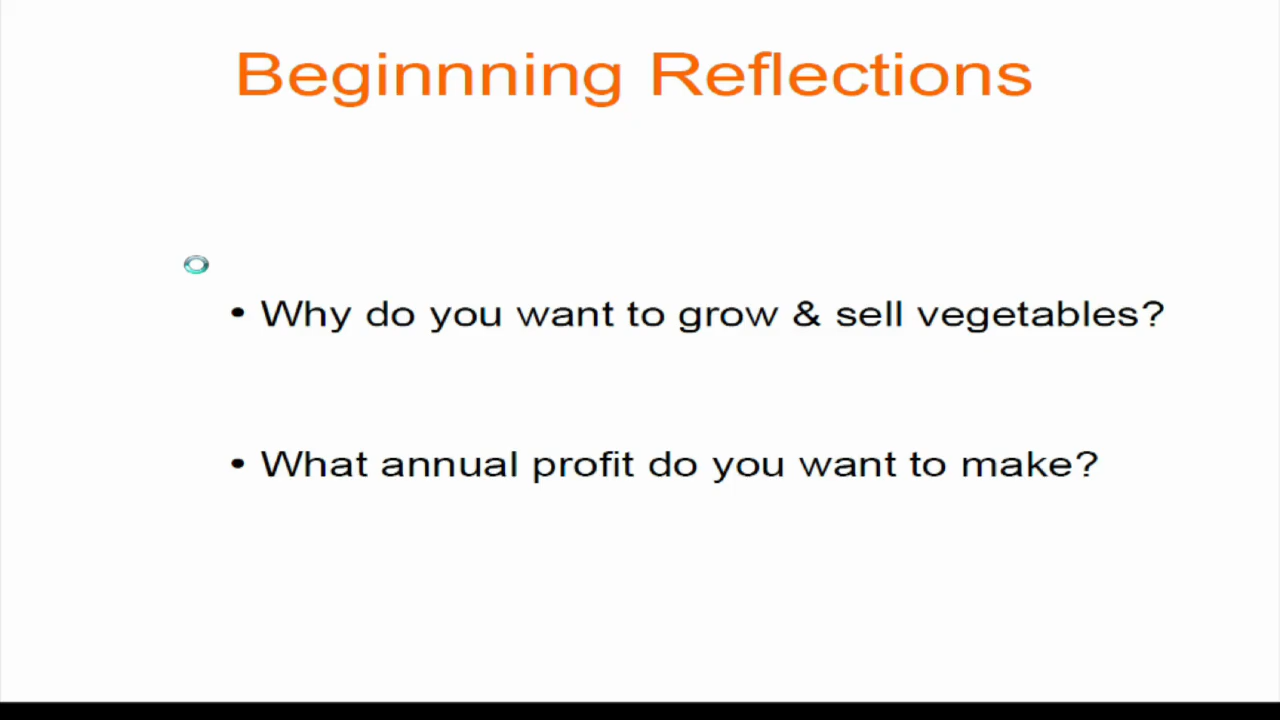 Beginnning Reflections
• Why do you want to grow & sell vegetables?
• What annual profit do you want to make?